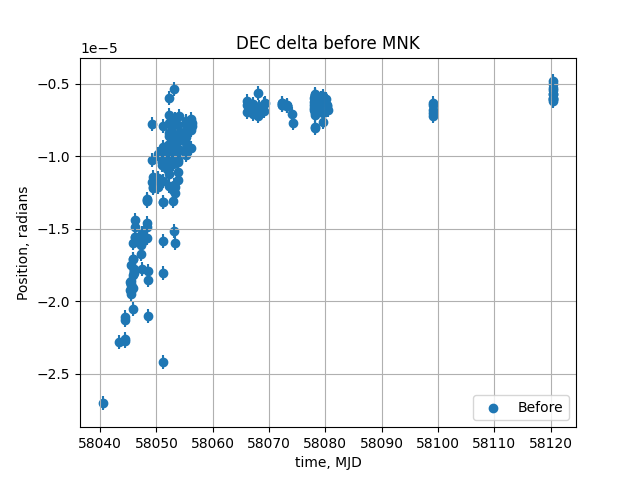 DEC delta before MNK
1e−5
−0.5
−1.0
−1.5
−2.0
−2.5
Position, radians
Before
58040 58050 58060 58070 58080 58090 58100 58110 58120
time, MJD